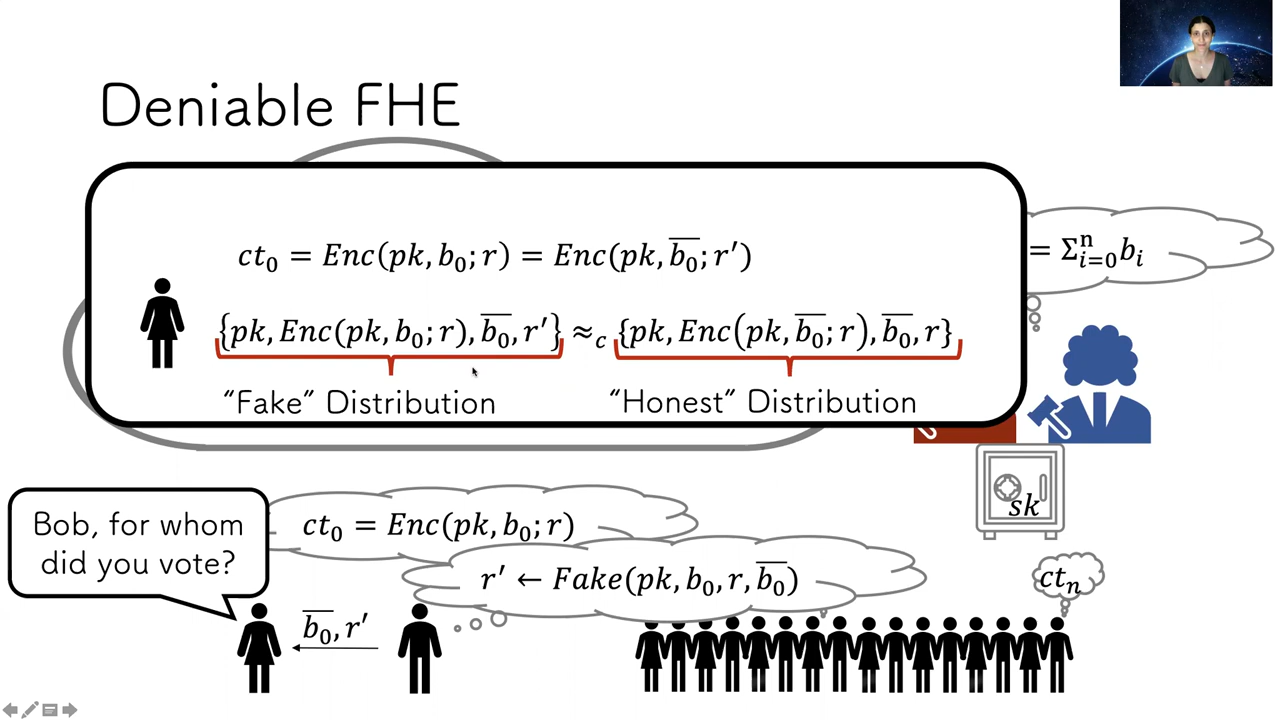 Deniable FHE
ct₀ = Enc(pk, b₀; r) = Enc(pk, b̅₀; r′)
= Σⁿᵢ₌₀ bᵢ
{pk, Enc(pk, b₀; r), b̅₀, r′} ≈c {pk, Enc(pk, b̅₀; r), b̅₀, r}
“Fake” Distribution
“Honest” Distribution
sk
Bob, for whom
did you vote?
ct₀ = Enc(pk, b₀; r)
r′ ← Fake(pk, b₀, r, b̅₀)
ctₙ
b̅₀, r′